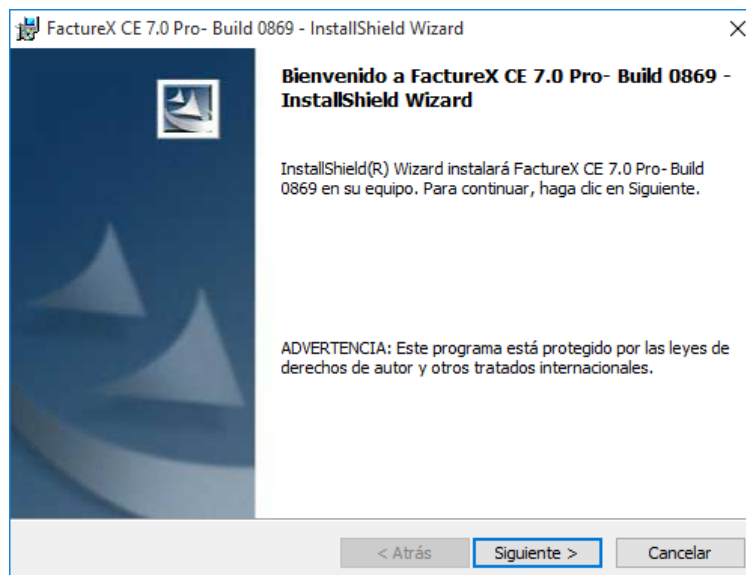 FactureX CE 7.0 Pro- Build 0869 - InstallShield Wizard
Bienvenido a FactureX CE 7.0 Pro- Build 0869 -
InstallShield Wizard
InstallShield(R) Wizard instalará FactureX CE 7.0 Pro- Build
0869 en su equipo. Para continuar, haga clic en Siguiente.
ADVERTENCIA: Este programa está protegido por las leyes de
derechos de autor y otros tratados internacionales.
< Atrás Siguiente > Cancelar